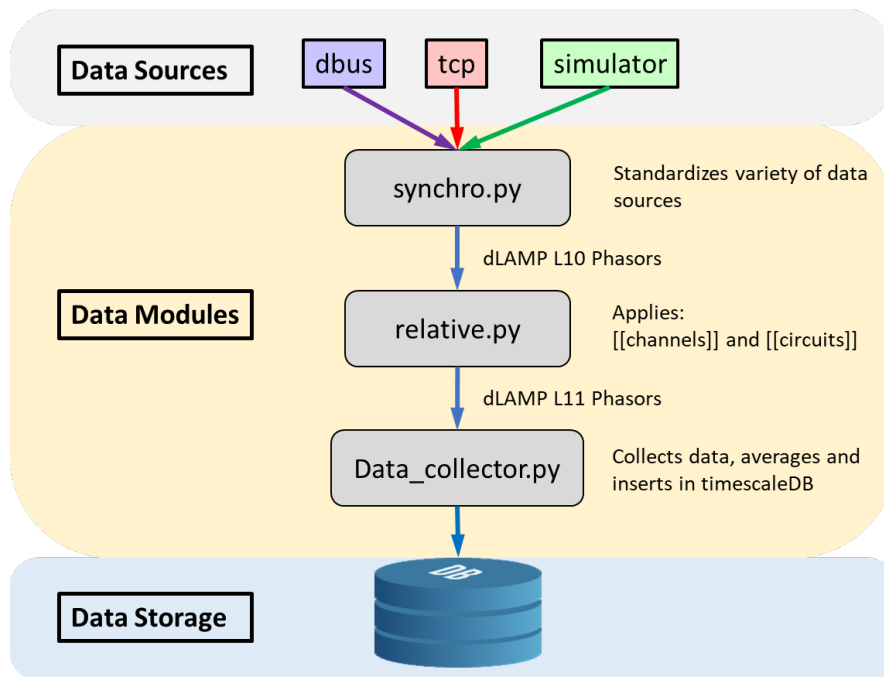 Data Sources
dbus
tcp
simulator
synchro.py
Standardizes variety of data
sources
dLAMP L10 Phasors
Data Modules
relative.py
Applies:
[[channels]] and [[circuits]]
dLAMP L11 Phasors
Data_collector.py
Collects data, averages and
inserts in timescaleDB
DB
Data Storage